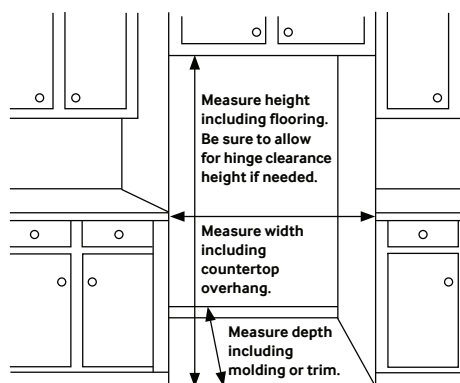 Measure height
including flooring.
Be sure to allow
for hinge clearance
height if needed.
Measure width
including
countertop
overhang.
Measure depth
including
molding or trim.